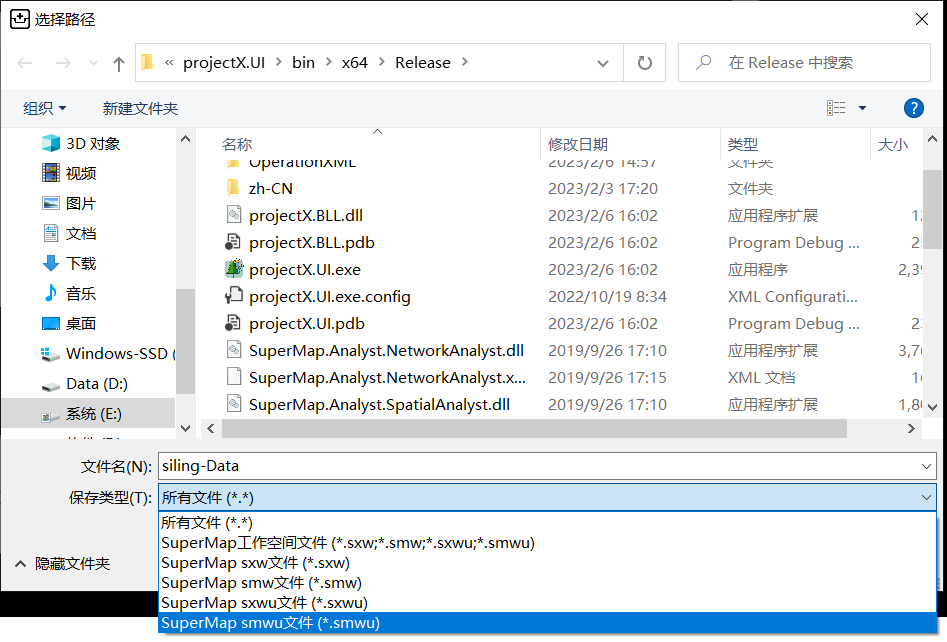 选择路径
« projectX.UI > bin > x64 > Release >
在 Release 中搜索
组织
新建文件夹
名称 修改日期 类型 大小
3D 对象
视频
图片
文档
下载
音乐
桌面
Windows-SSD (
Data (D:)
系统 (E:)
OperationXML 2023/2/6 14:57 文件夹
zh-CN 2023/2/3 17:20 文件夹
projectX.BLL.dll 2023/2/6 16:02 应用程序扩展
projectX.BLL.pdb 2023/2/6 16:02 Program Debug ...
projectX.UI.exe 2023/2/6 16:02 应用程序 2,39
projectX.UI.exe.config 2022/10/19 8:34 XML Configurati...
projectX.UI.pdb 2023/2/6 16:02 Program Debug ...
SuperMap.Analyst.NetworkAnalyst.dll 2019/9/26 17:10 应用程序扩展 3,70
SuperMap.Analyst.NetworkAnalyst.x... 2019/9/26 17:15 XML 文档
SuperMap.Analyst.SpatialAnalyst.dll 2019/9/26 17:10 应用程序扩展 1,80
文件名(N): siling-Data
保存类型(T): 所有文件 (*.*)
所有文件 (*.*)
SuperMap工作空间文件 (*.sxw;*.smw;*.sxwu;*.smwu)
SuperMap sxw文件 (*.sxw)
SuperMap smw文件 (*.smw)
SuperMap sxwu文件 (*.sxwu)
SuperMap smwu文件 (*.smwu)
隐藏文件夹